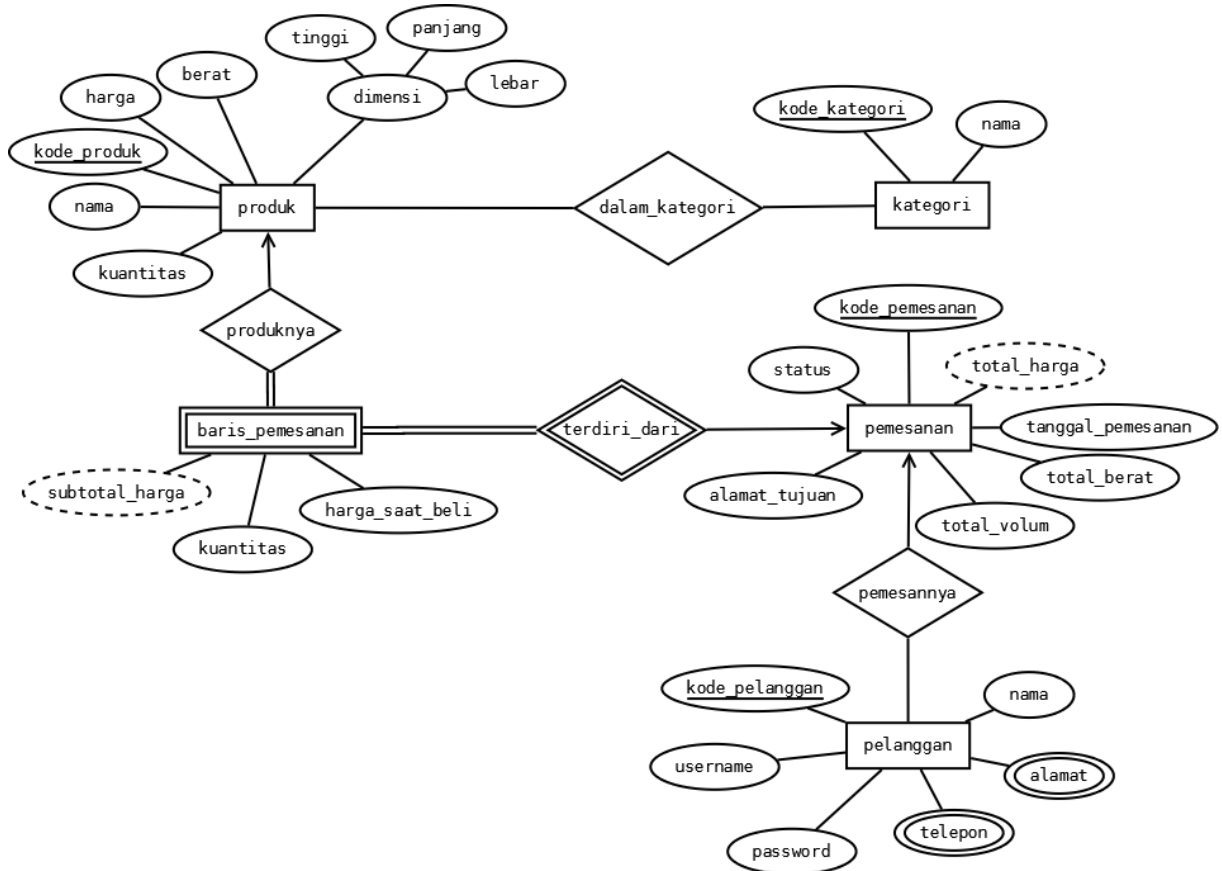 tinggi
panjang
berat
harga
dimensi
lebar
kode_produk
nama
produk
kuantitas
dalam_kategori
kode_kategori
nama
kategori
produknya
kode_pemesanan
status
total_harga
baris_pemesanan
terdiri_dari
pemesanan
tanggal_pemesanan
total_berat
subtotal_harga
harga_saat_beli
kuantitas
alamat_tujuan
total_volum
pemesannya
kode_pelanggan
nama
pelanggan
username
alamat
telepon
password